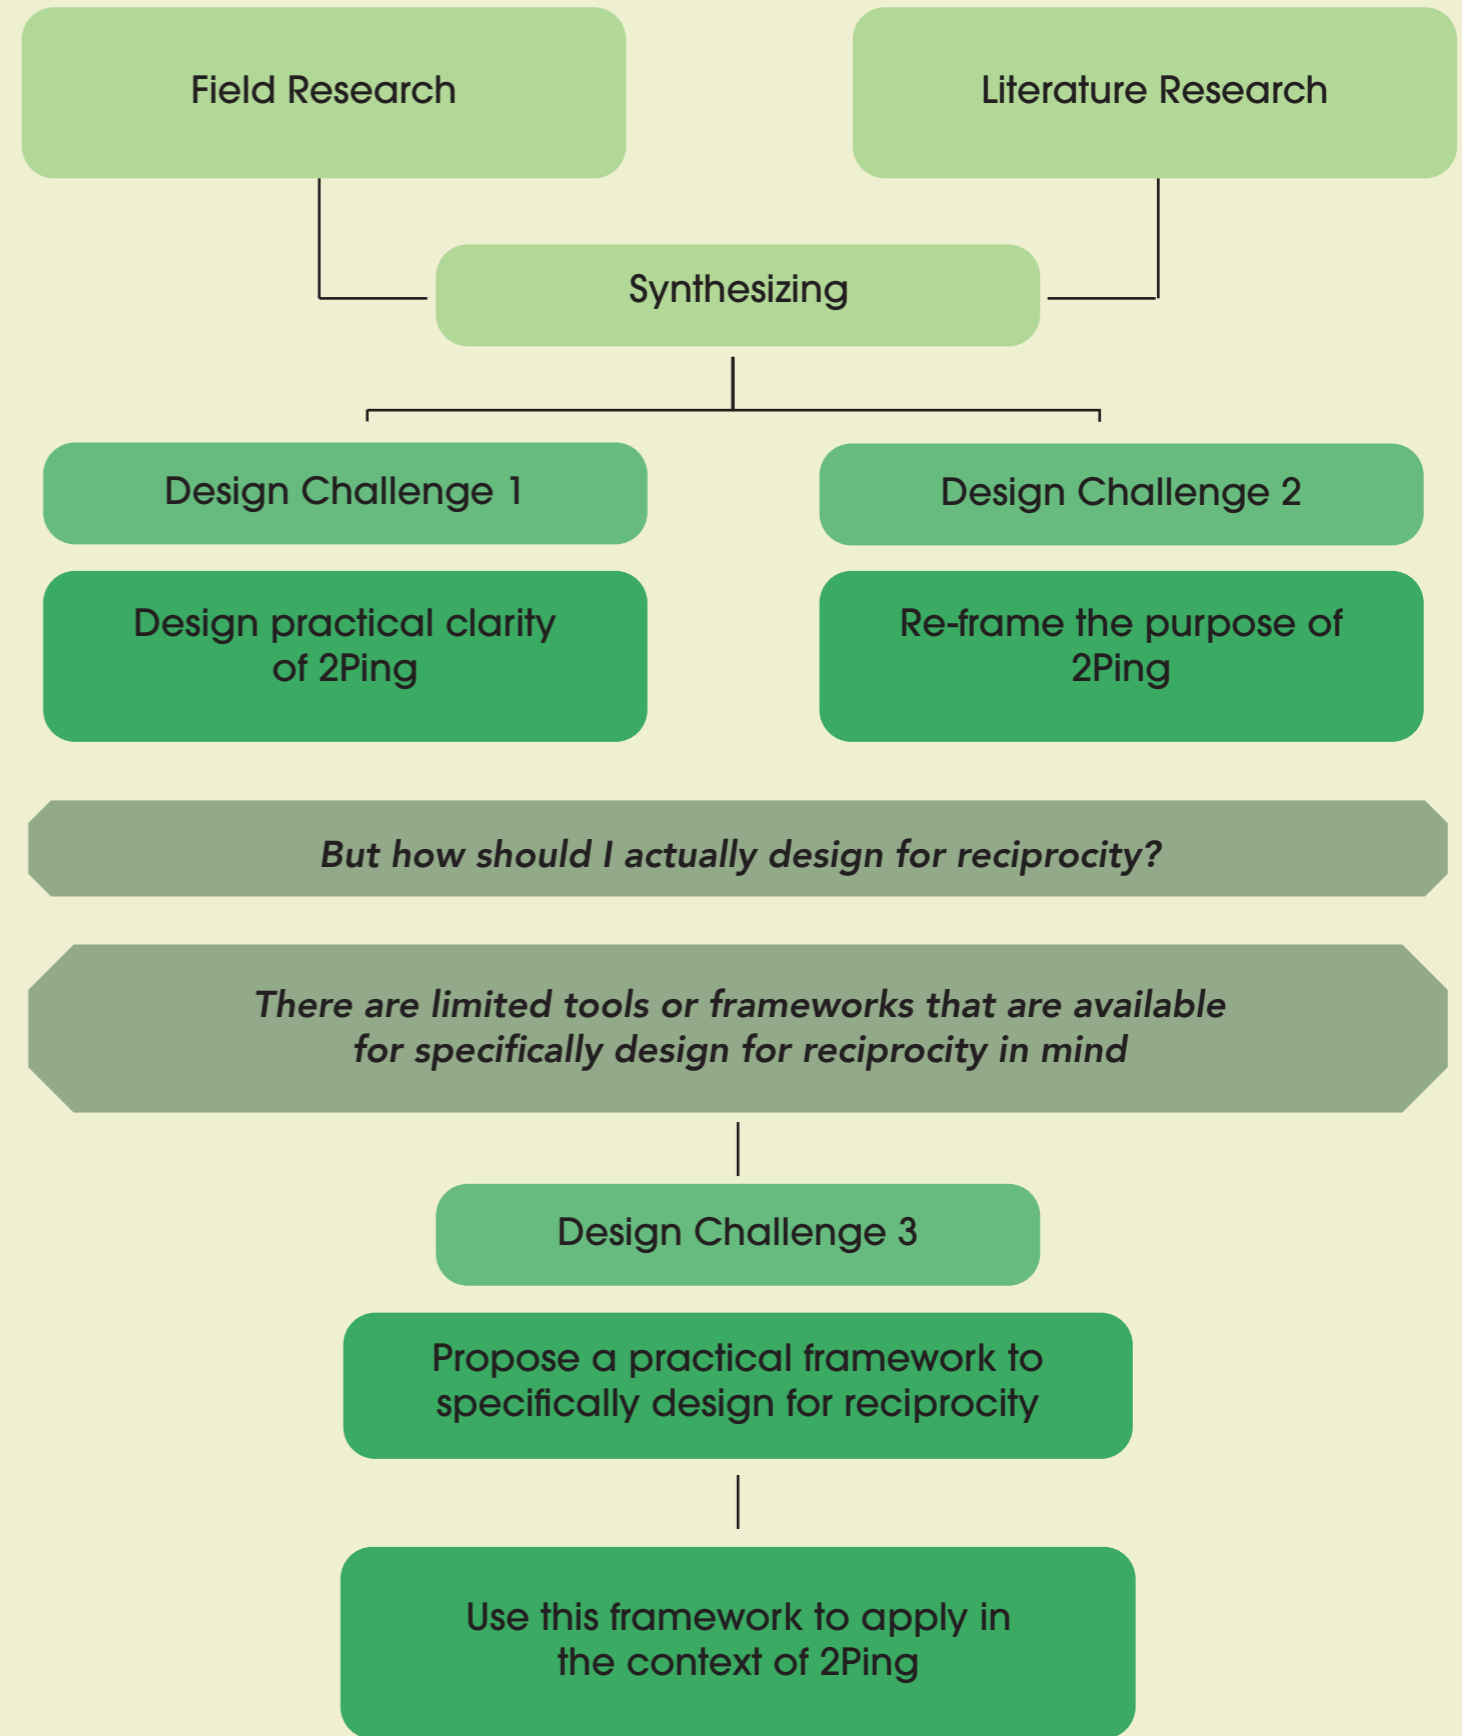 Field Research
Literature Research
Synthesizing
Design Challenge 1
Design Challenge 2
Design practical clarity
of 2Ping
Re-frame the purpose of
2Ping
But how should I actually design for reciprocity?
There are limited tools or frameworks that are available
for specifically design for reciprocity in mind
Design Challenge 3
Propose a practical framework to
specifically design for reciprocity
Use this framework to apply in
the context of 2Ping